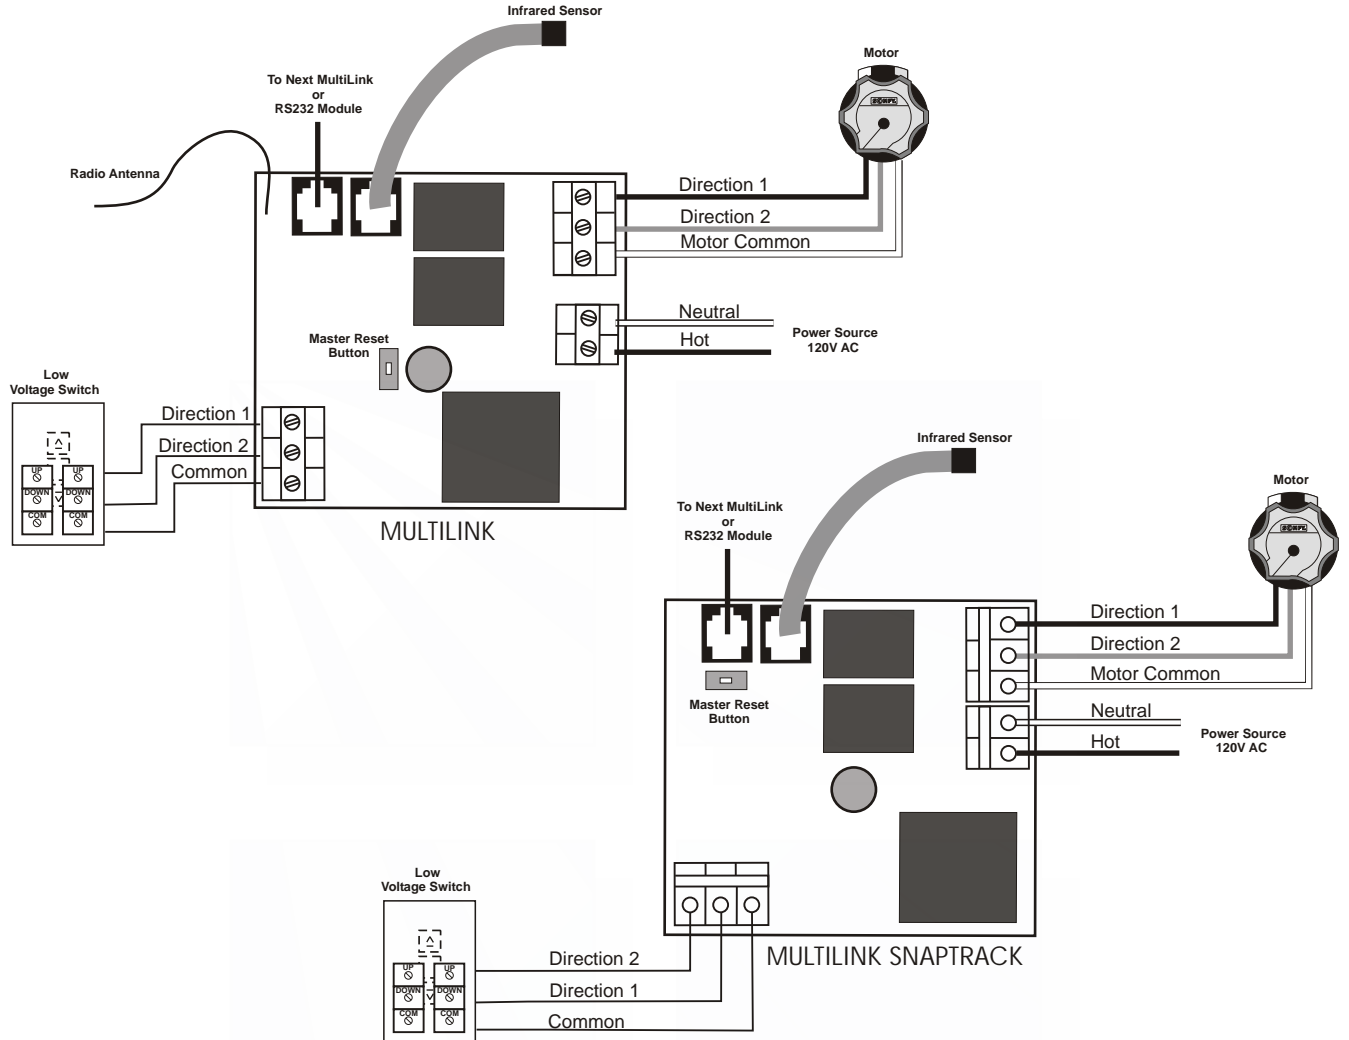 Infrared Sensor
Motor
To Next MultiLink
or
RS232 Module
SOMFY
Radio Antenna
Direction 1
Direction 2
Motor Common
Neutral
Hot
Power Source
120V AC
Master Reset
Button
Low
Voltage Switch
Direction 1
Direction 2
Common
UP
UP
DOWN
DOWN
COM
COM
MULTILINK
Infrared Sensor
Motor
To Next MultiLink
or
RS232 Module
SOMFY
Direction 1
Direction 2
Motor Common
Neutral
Hot
Power Source
120V AC
Master Reset
Button
Low
Voltage Switch
MULTILINK SNAPTRACK
Direction 2
Direction 1
Common
UP
UP
DOWN
DOWN
COM
COM